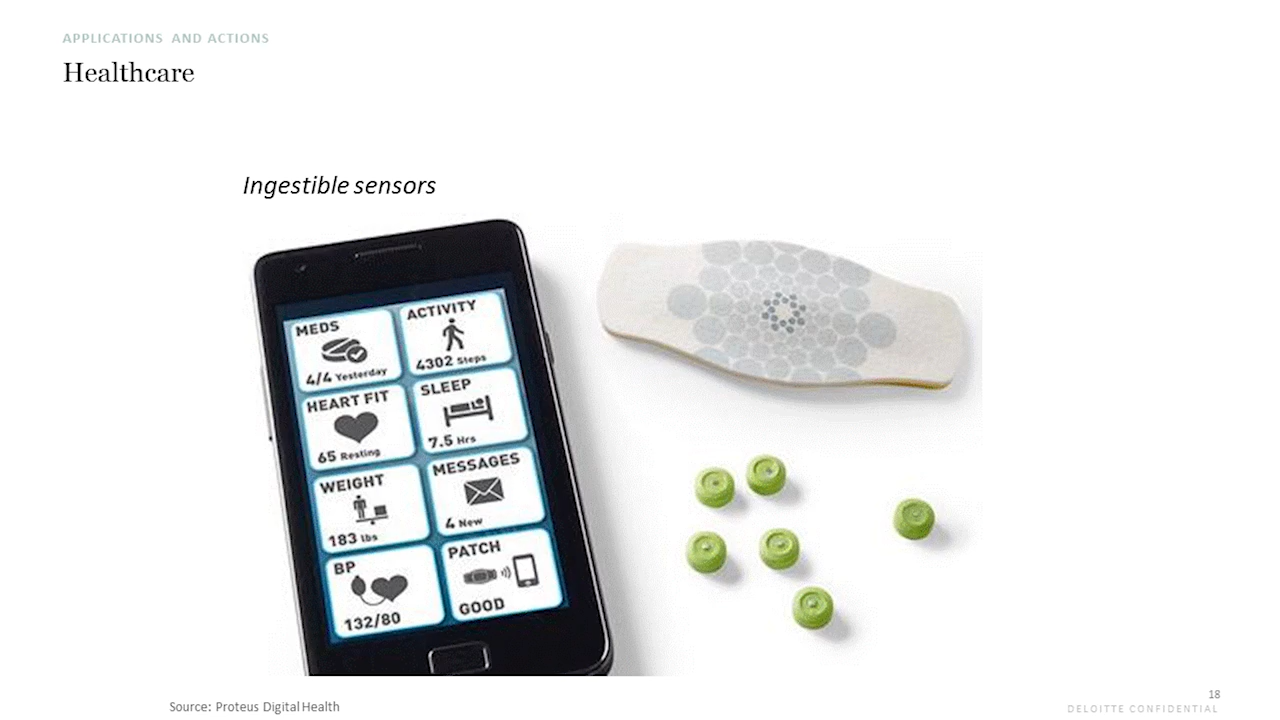 APPLICATIONS AND ACTIONS
Healthcare
Ingestible sensors
MEDS
4/4 Yesterday
ACTIVITY
4302 Steps
HEART FIT
65 Resting
SLEEP
7.5 Hrs
WEIGHT
183 lbs
MESSAGES
4 New
BP
132/80
PATCH
GOOD
Source: Proteus Digital Health
18
DELOITTE CONFIDENTIAL